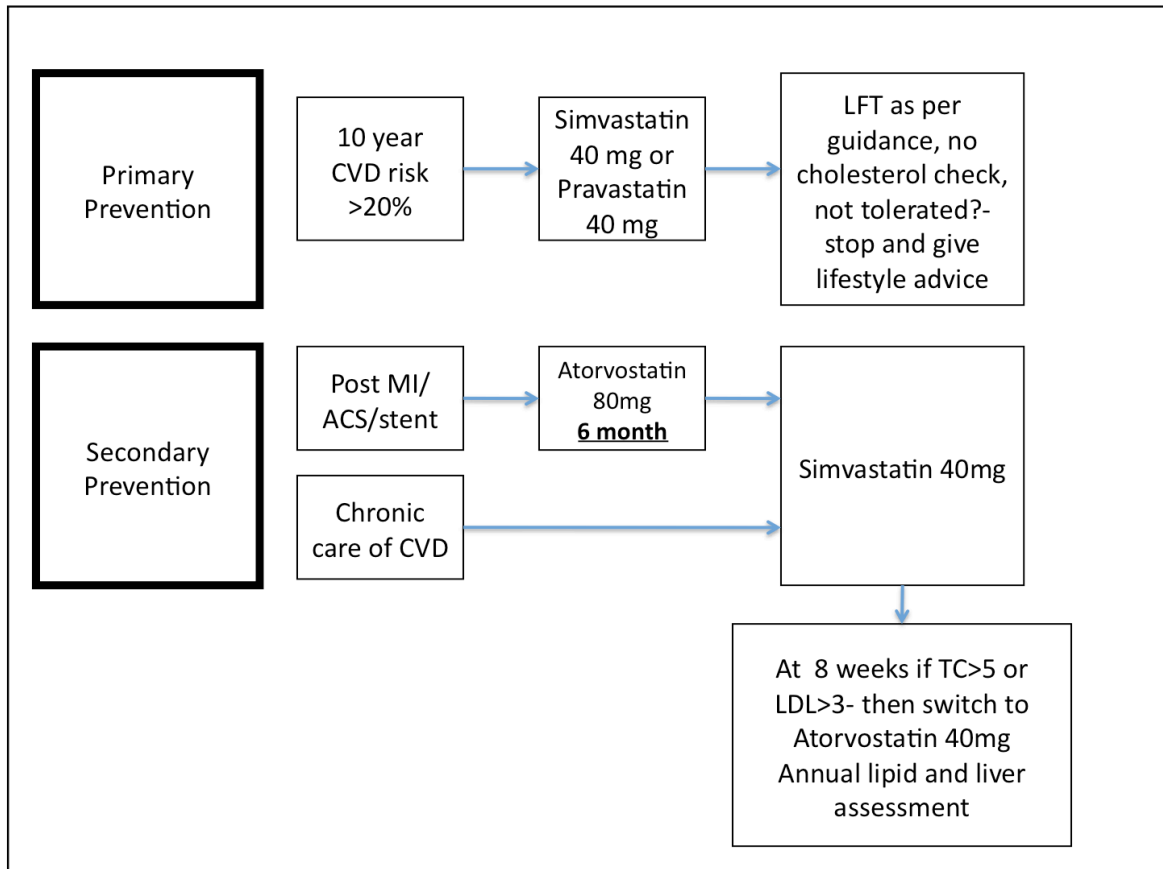 Primary
Prevention
10 year
CVD risk
>20%
Simvastatin
40 mg or
Pravastatin
40 mg
LFT as per
guidance, no
cholesterol check,
not tolerated?-
stop and give
lifestyle advice
Secondary
Prevention
Post MI/
ACS/stent
Atorvostatin
80mg
6 month
Chronic
care of CVD
Simvastatin 40mg
At  8 weeks if TC>5 or
LDL>3- then switch to
Atorvostatin 40mg
Annual lipid and liver
assessment